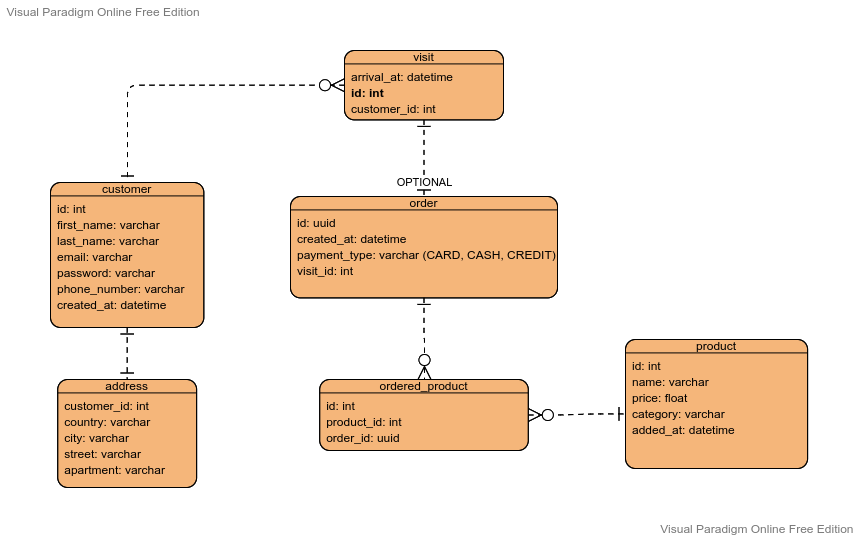 Visual Paradigm Online Free Edition
visit
arrival_at: datetime
id: int
customer_id: int
customer
id: int
first_name: varchar
last_name: varchar
email: varchar
password: varchar
phone_number: varchar
created_at: datetime
OPTIONAL
order
id: uuid
created_at: datetime
payment_type: varchar (CARD, CASH, CREDIT)
visit_id: int
address
customer_id: int
country: varchar
city: varchar
street: varchar
apartment: varchar
ordered_product
id: int
product_id: int
order_id: uuid
product
id: int
name: varchar
price: float
category: varchar
added_at: datetime
Visual Paradigm Online Free Edition